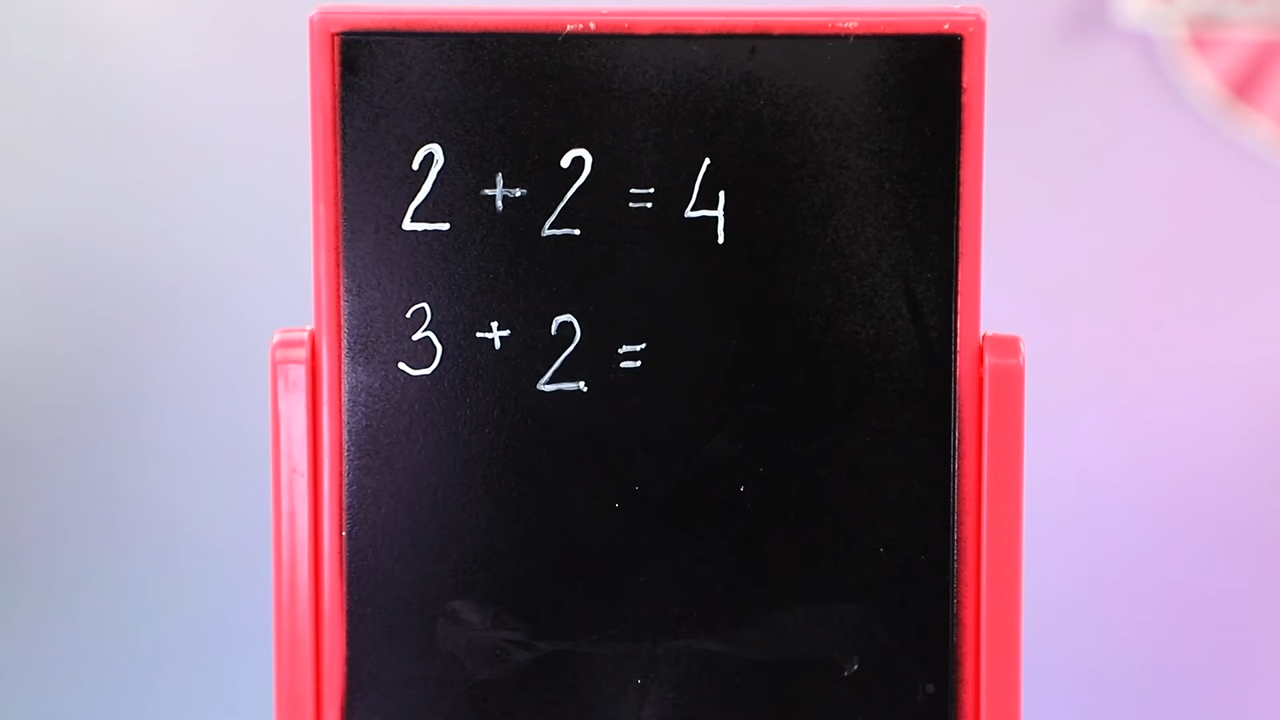 2 + 2 = 4
3 + 2 =